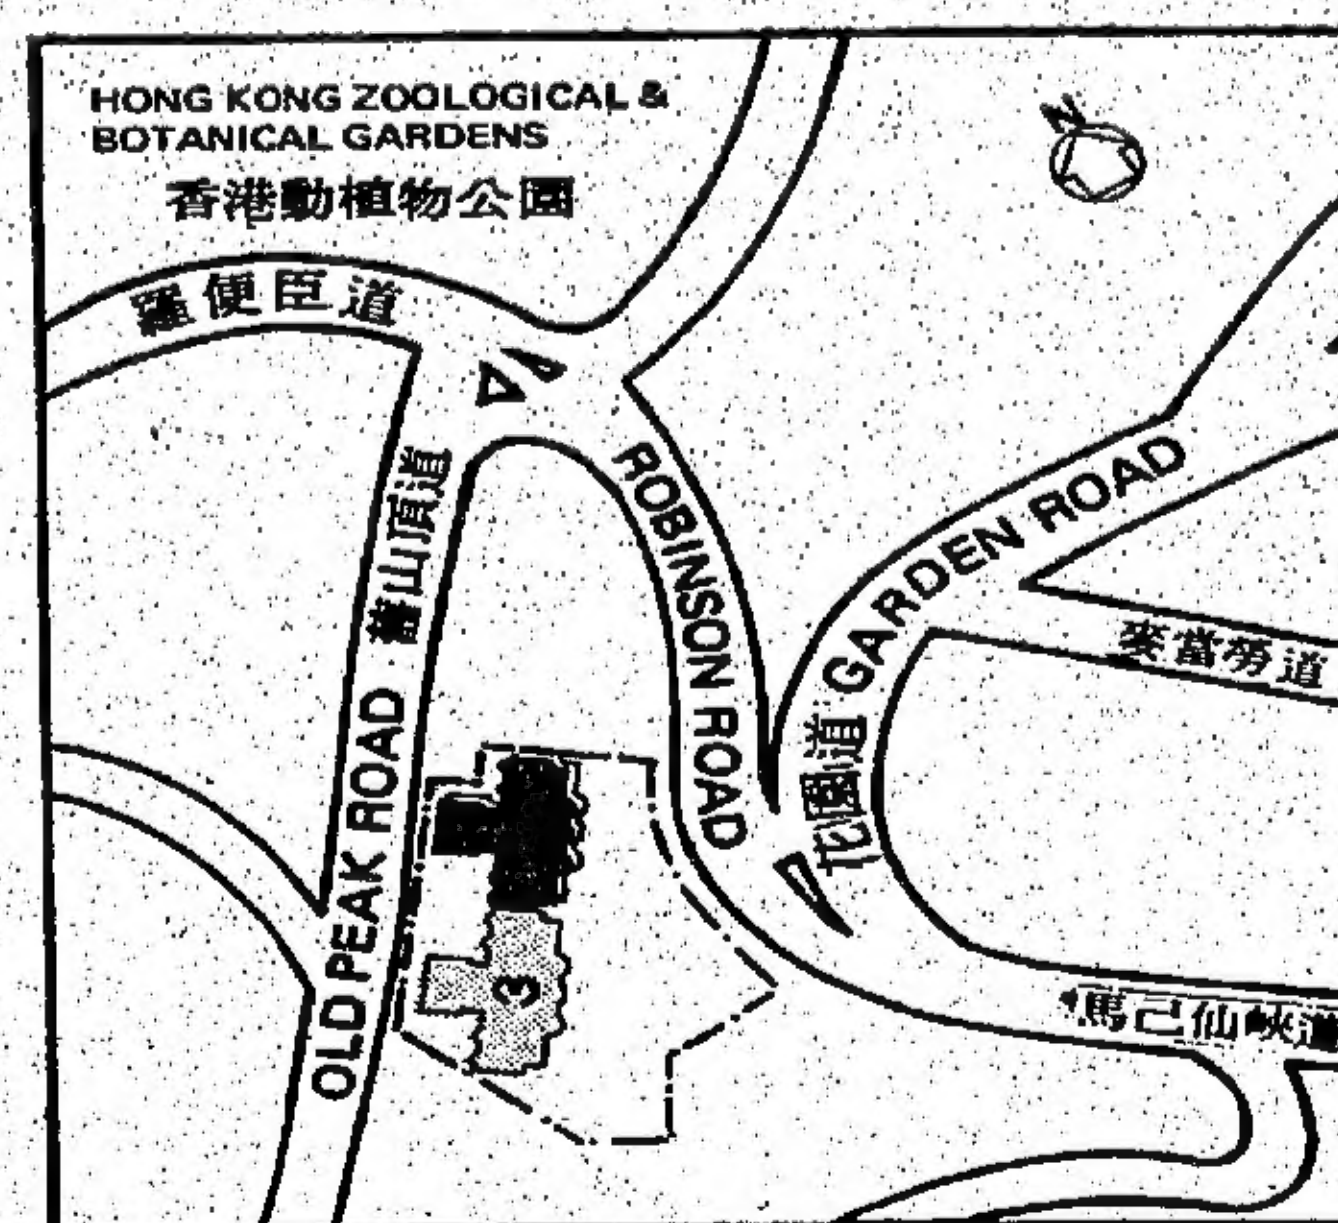 HONG KONG ZOOLOGICAL &
BOTANICAL GARDENS
香港動植物公園
羅便臣道
舊山頂道
OLD PEAK ROAD
ROBINSON ROAD
花園道 GARDEN ROAD
麥當勞道
馬己仙峽道
3
N